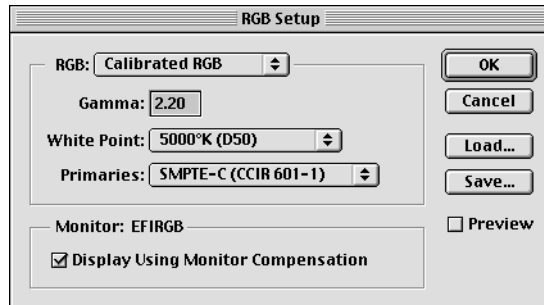 RGB Setup
RGB: Calibrated RGB
Gamma: 2.20
White Point: 5000°K (D50)
Primaries: SMPTE-C (CCIR 601-1)
Monitor: EFIRGB
Display Using Monitor Compensation
OK
Cancel
Load...
Save...
Preview